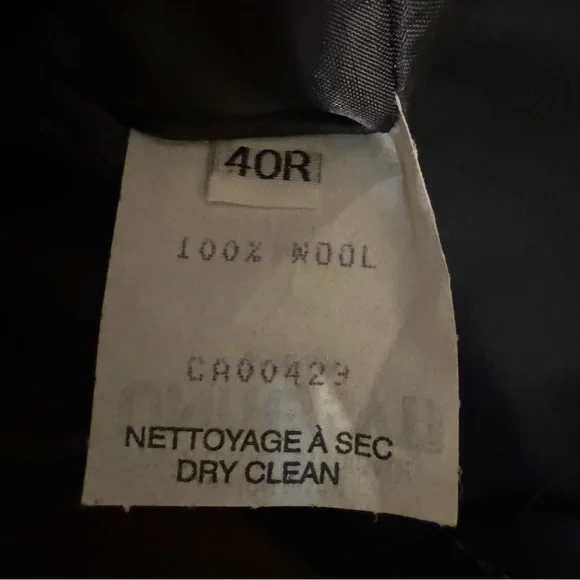 40R
100% WOOL
CA00429
NETTOYAGE À SEC
DRY CLEAN